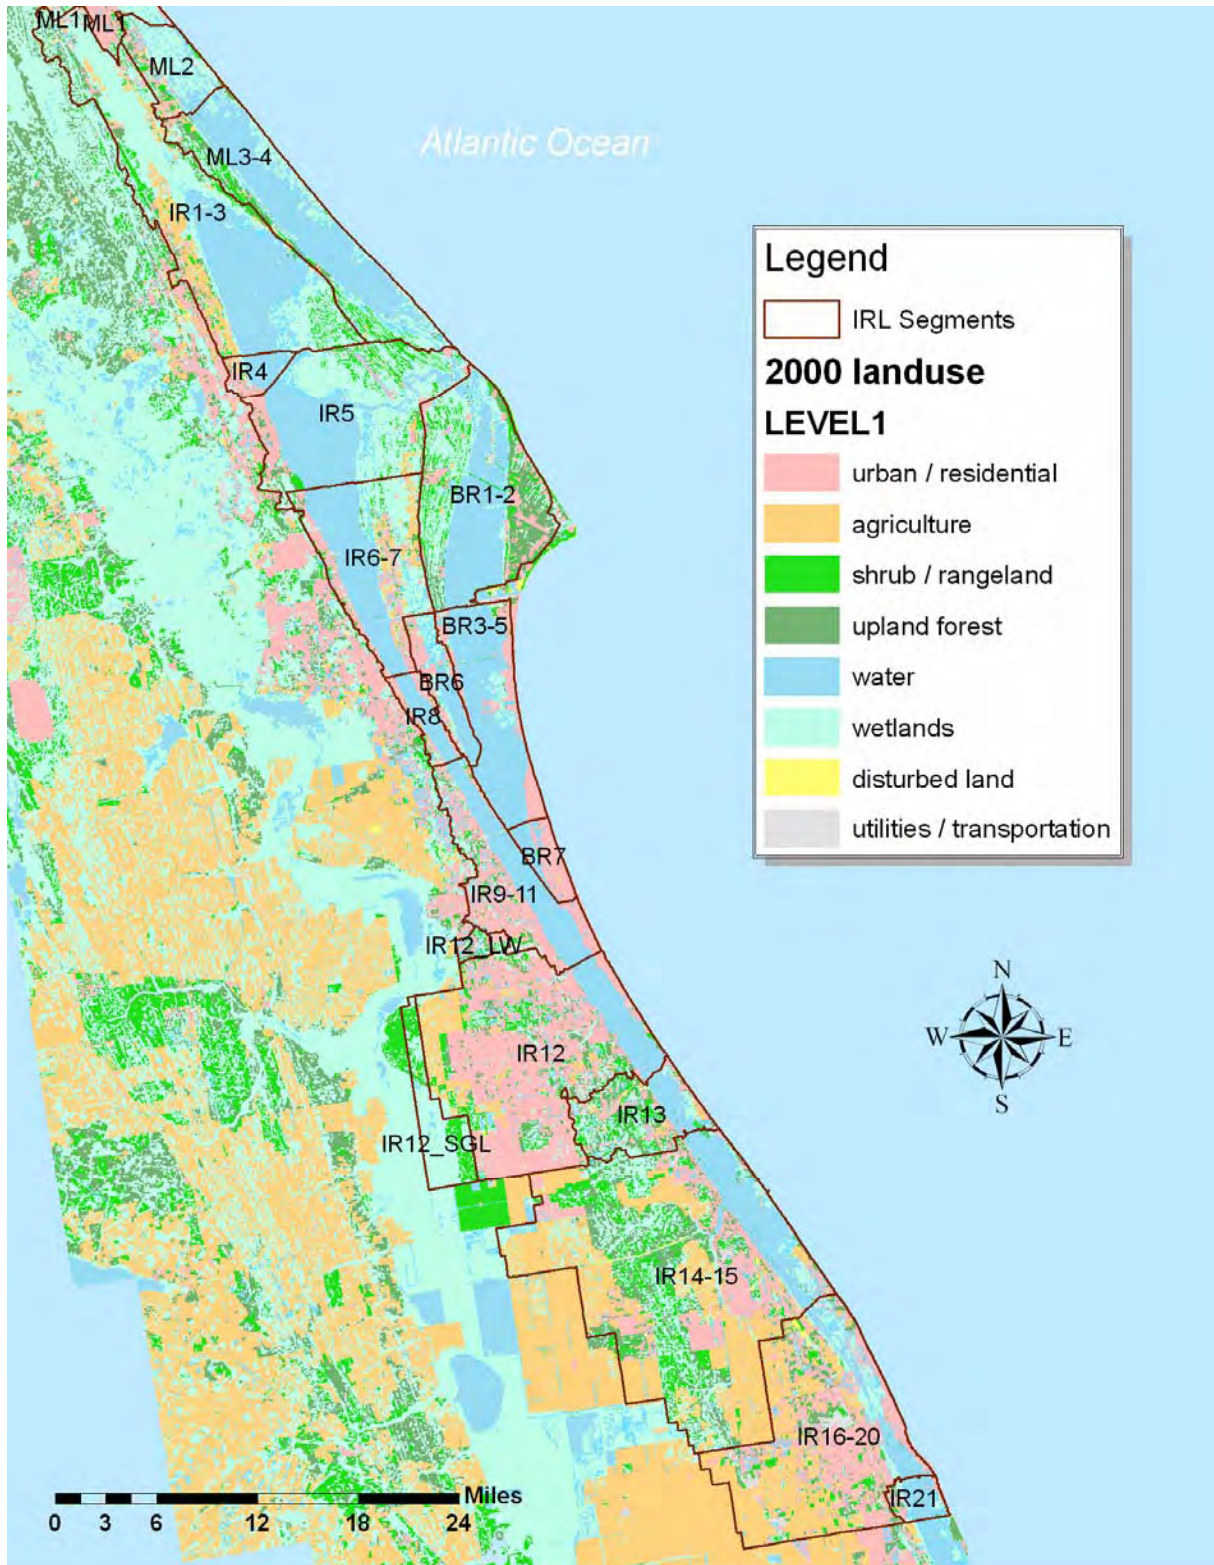 ML1
ML1
ML2
Atlantic Ocean
ML3-4
IR1-3
Legend
IRL Segments
2000 landuse
LEVEL1
urban / residential
agriculture
shrub / rangeland
upland forest
water
wetlands
disturbed land
utilities / transportation
IR4
IR5
BR1-2
IR6-7
BR3-5
BR6
IR8
BR7
IR9-11
IR12_LW
N
W
E
S
IR12
IR13
IR12_SGL
IR14-15
IR16-20
IR21
Miles
0 3 6 12 18 24